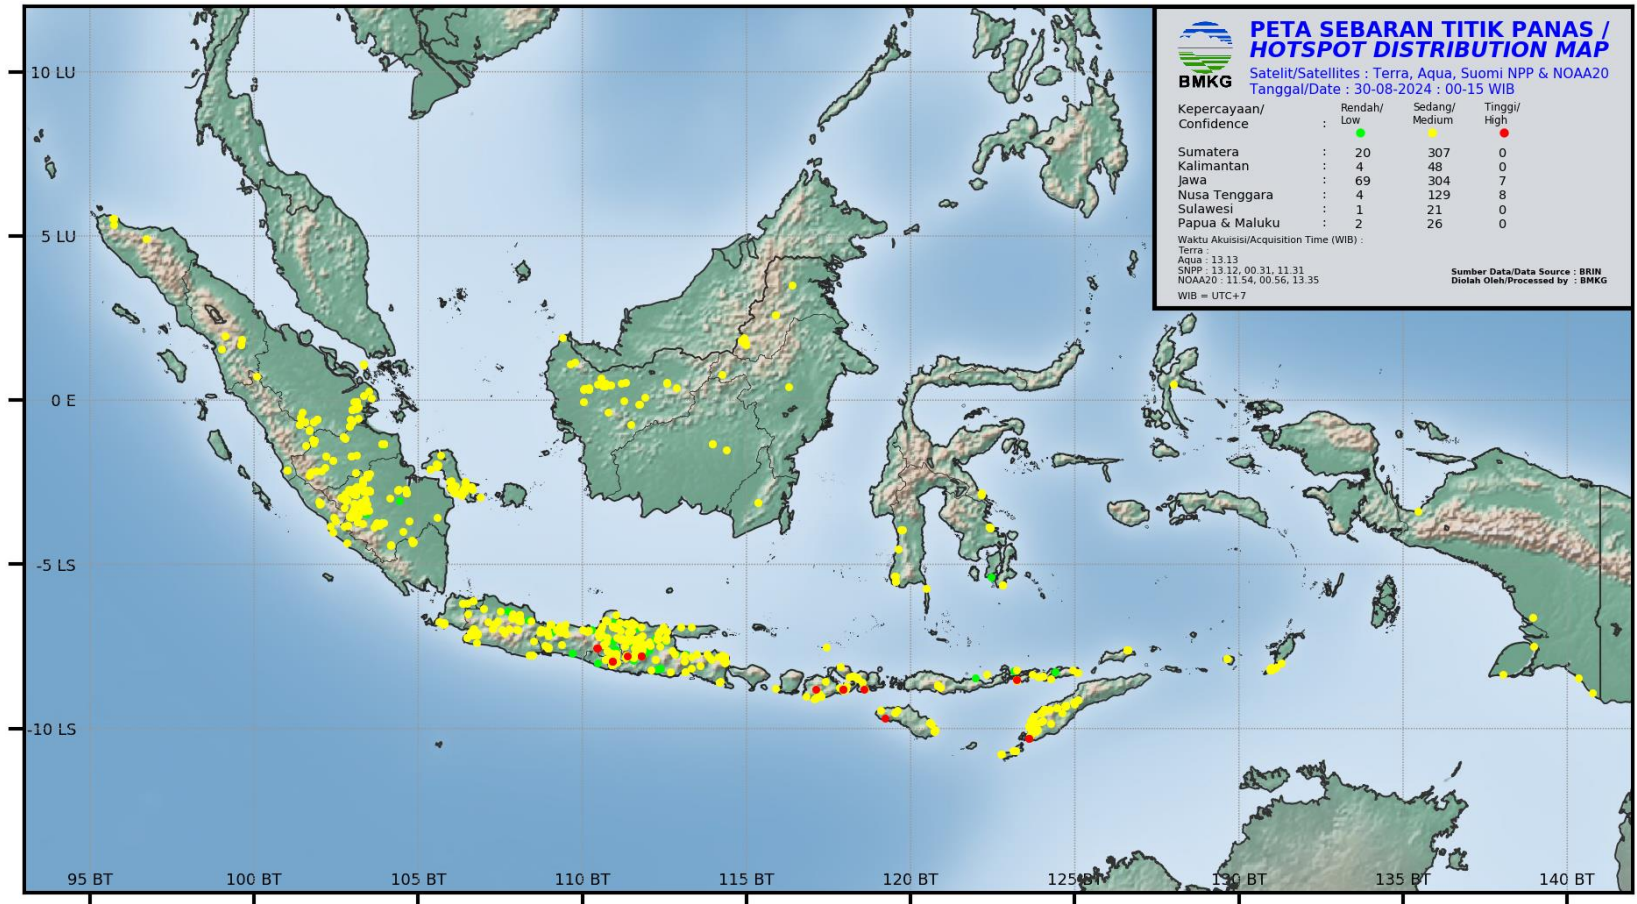 PETA SEBARAN TITIK PANAS /
HOTSPOT DISTRIBUTION MAP
BMKG
Satelit/Satellites : Terra, Aqua, Suomi NPP & NOAA20
Tanggal/Date : 30-08-2024 : 00-15 WIB
Kepercayaan/ Rendah/ Sedang/ Tinggi/
Confidence : Low Medium High
Sumatera : 20 307 0
Kalimantan : 4 48 0
Jawa : 69 304 7
Nusa Tenggara : 4 129 8
Sulawesi : 1 21 0
Papua & Maluku : 2 26 0
Waktu Akuisisi/Acquisition Time (WIB) :
Terra :
Aqua : 13.13
SNPP : 13.12, 00.31, 11.31
NOAA20 : 11.54, 00.56, 13.35
WIB = UTC+7
Sumber Data/Data Source : BRIN
Diolah Oleh/Processed by : BMKG
10 LU
5 LU
0 E
-5 LS
-10 LS
95 BT 100 BT 105 BT 110 BT 115 BT 120 BT 125 BT 130 BT 135 BT 140 BT